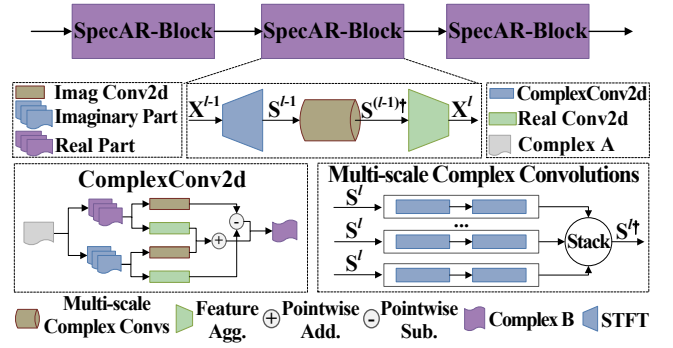 SpecAR-Block SpecAR-Block SpecAR-Block
Imag Conv2d
Imaginary Part
Real Part
X^{l-1} S^{l-1} S^{(l-1)†} X^l
ComplexConv2d
Real Conv2d
Complex A
ComplexConv2d
+
-
Multi-scale Complex Convolutions
S^l
...
S^l
S^l
Stack
S^{l†}
Multi-scale
Complex Convs
Feature
Agg.
+
Pointwise
Add.
-
Pointwise
Sub.
Complex B
STFT